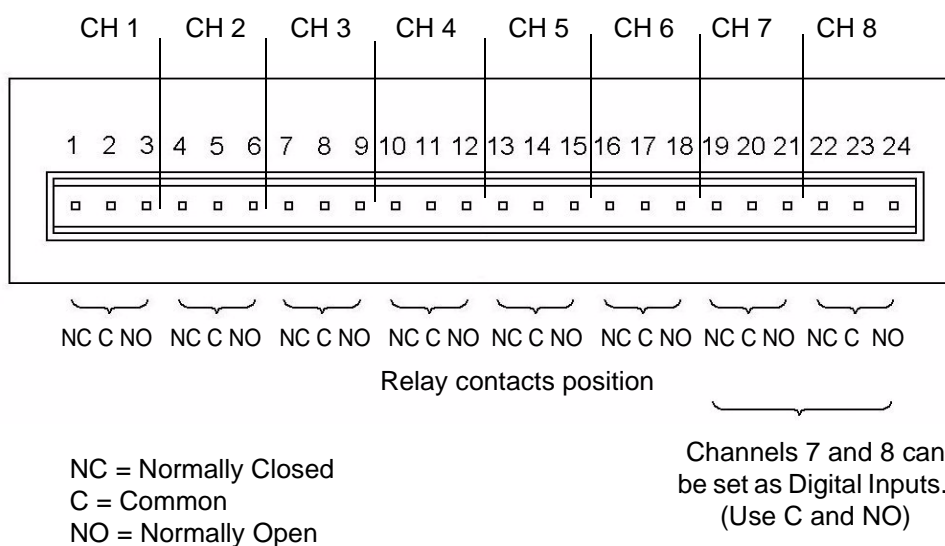 CH 1 CH 2 CH 3 CH 4 CH 5 CH 6 CH 7 CH 8
1 2 3 4 5 6 7 8 9 10 11 12 13 14 15 16 17 18 19 20 21 22 23 24
NC C NO NC C NO NC C NO NC C NO NC C NO NC C NO NC C NO NC C NO
Relay contacts position
NC = Normally Closed
C = Common
NO = Normally Open
Channels 7 and 8 can
be set as Digital Inputs.
(Use C and NO)